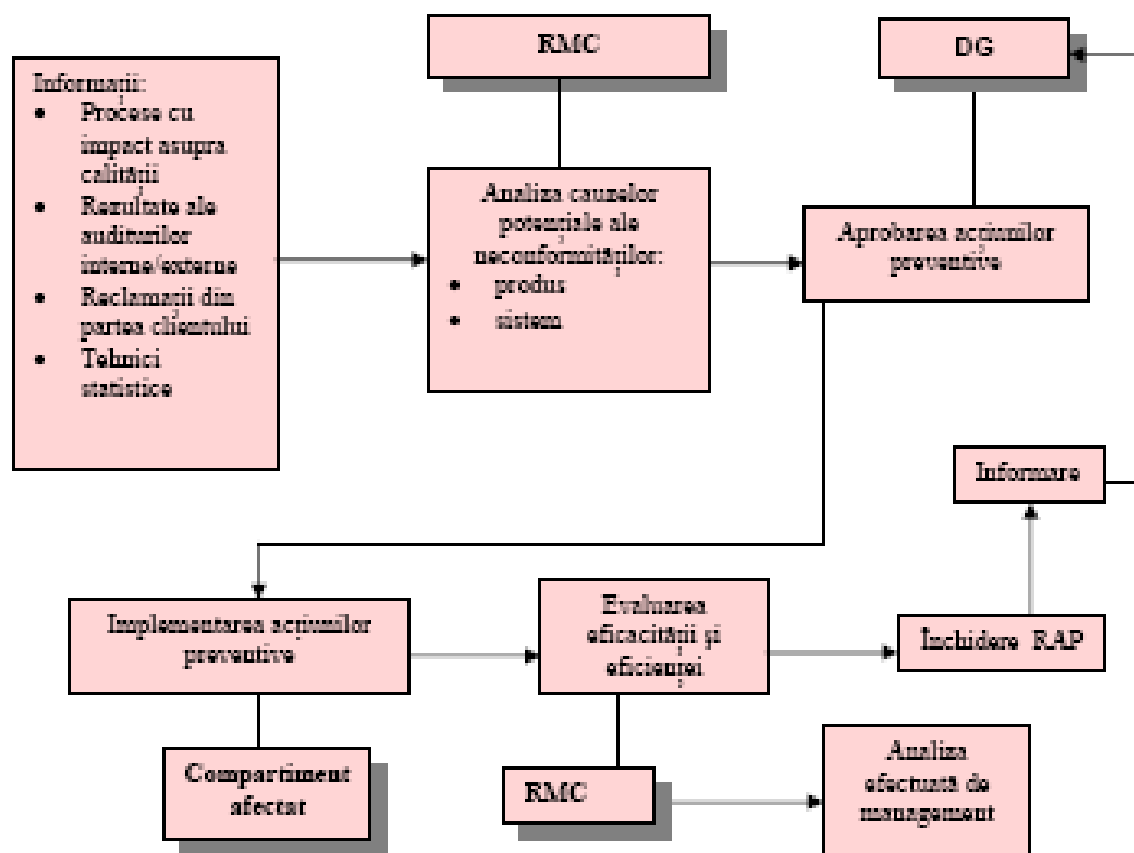 RMC
DG
Informații:
• Procese cu
impact asupra
calității
• Rezultate ale
auditurilor
interne/externe
• Reclamații din
partea clientului
• Tehnici
statistice
Analiza cauzelor
potențiale ale
neconformităților:
• produs
• sistem
Aprobarea acțiunilor
preventive
Informare
Implementarea acțiunilor
preventive
Evaluarea
eficacității și
eficienței
Închidere RAP
Compartiment
afectat
RMC
Analiza
efectuată de
management